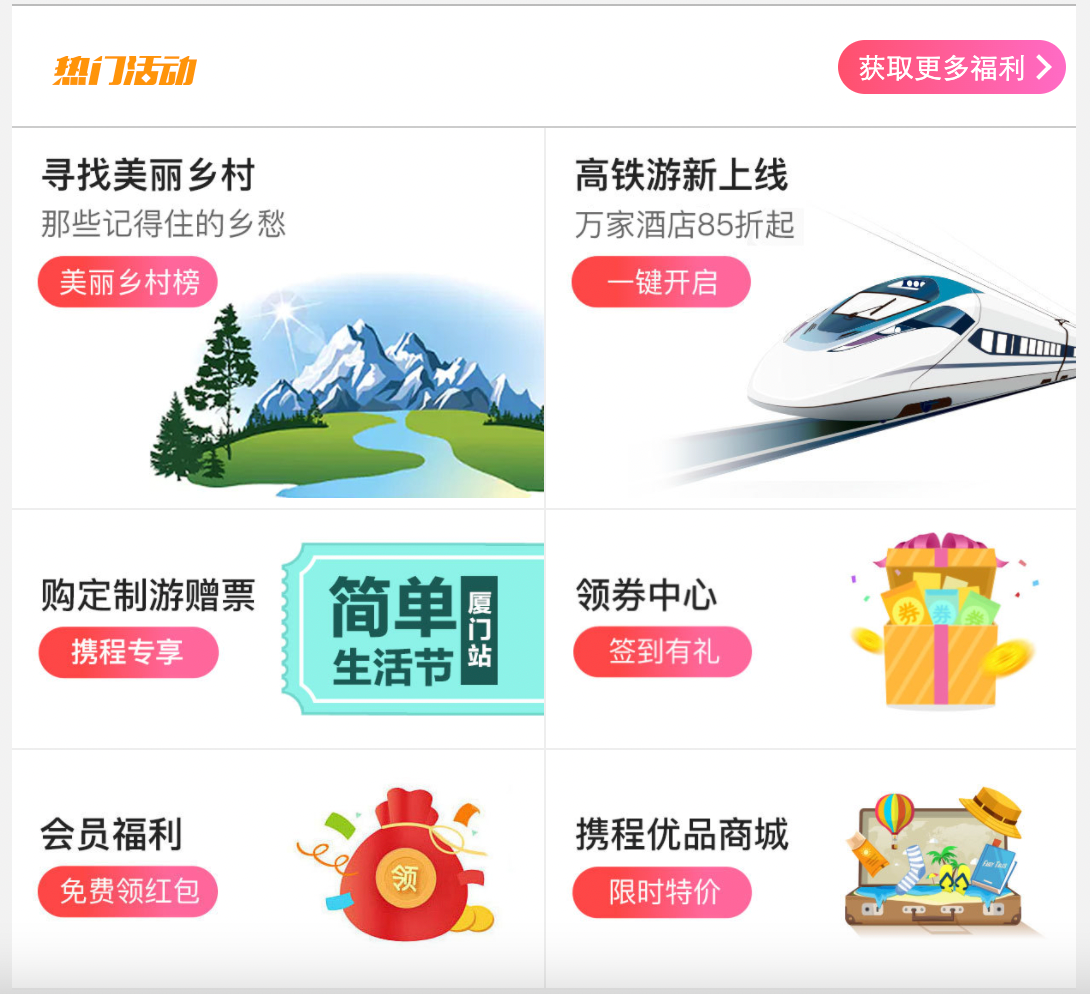 热门活动
获取更多福利
寻找美丽乡村
那些记得住的乡愁
美丽乡村榜
高铁游新上线
万家酒店85折起
一键开启
购定制游赠票
携程专享
简单
生活节
厦门站
领券中心
签到有礼
券
券
券
会员福利
免费领红包
领
携程优品商城
限时特价